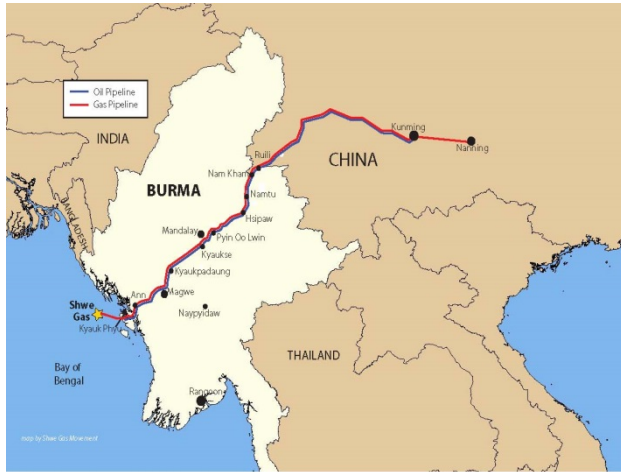 Oil Pipeline
Gas Pipeline
INDIA
Kunming
Nanning
CHINA
Ruili
Nam Kham
BURMA
Namtu
BANGLADESH
Hsipaw
Mandalay
Pyin Oo Lwin
Kyaukse
Kyaukpadaung
Ann
Magwe
Shwe
Gas
Naypyidaw
Kyauk Phyu
THAILAND
Bay of
Bengal
Rangoon
map by Shwe Gas Movement